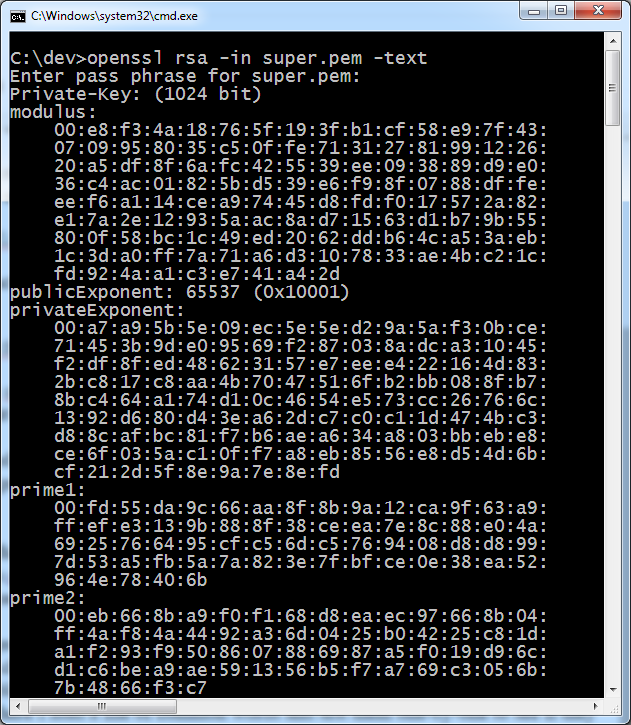 C:\Windows\system32\cmd.exe
C:\dev>openssl rsa -in super.pem -text
Enter pass phrase for super.pem:
Private-Key: (1024 bit)
modulus:
00:e8:f3:4a:18:76:5f:19:3f:b1:cf:58:e9:7f:43:
07:09:95:80:35:c5:0f:fe:71:31:27:81:99:12:26:
20:a5:df:8f:6a:fc:42:55:39:ee:09:38:89:d9:e0:
36:c4:ac:01:82:5b:d5:39:e6:f9:8f:07:88:df:fe:
ee:f6:a1:14:ce:a9:74:45:d8:fd:f0:17:57:2a:82:
e1:7a:2e:12:93:5a:ac:8a:d7:15:63:d1:b7:9b:55:
80:0f:58:bc:1c:49:ed:20:62:dd:b6:4c:a5:3a:eb:
1c:3d:a0:ff:7a:71:a6:d3:10:78:33:ae:4b:c2:1c:
fd:92:4a:a1:c3:e7:41:a4:2d
publicExponent: 65537 (0x10001)
privateExponent:
00:a7:a9:5b:5e:09:ec:5e:5e:d2:9a:5a:f3:0b:ce:
71:45:3b:9d:e0:95:69:f2:87:03:8a:dc:a3:10:45:
f2:df:8f:ed:48:62:31:57:e7:ee:e4:22:16:4d:83:
2b:c8:17:c8:aa:4b:70:47:51:6f:b2:bb:08:8f:b7:
8b:c4:64:a1:74:d1:0c:46:54:e5:73:cc:26:76:6c:
13:92:d6:80:d4:3e:a6:2d:c7:c0:c1:1d:47:4b:c3:
d8:8c:af:bc:81:f7:b6:ae:a6:34:a8:03:bb:eb:e8:
ce:6f:03:5a:c1:0f:f7:a8:eb:85:56:e8:d5:4d:6b:
cf:21:2d:5f:8e:9a:7e:8e:fd
prime1:
00:fd:55:da:9c:66:aa:8f:8b:9a:12:ca:9f:63:a9:
ff:ef:e3:13:9b:88:8f:38:ce:ea:7e:8c:88:e0:4a:
69:25:76:64:95:cf:c5:6d:c5:76:94:08:d8:d8:99:
7d:53:a5:fb:5a:7a:82:3e:7f:bf:ce:0e:38:ea:52:
96:4e:78:40:6b
prime2:
00:eb:66:8b:a9:f0:f1:68:d8:ea:ec:97:66:8b:04:
ff:4a:f8:4a:44:92:a3:6d:04:25:b0:42:25:c8:1d:
a1:f2:93:f9:50:86:07:88:69:87:a5:f0:19:d9:6c:
d1:c6:be:a9:ae:59:13:56:b5:f7:a7:69:c3:05:6b:
7b:48:66:f3:c7